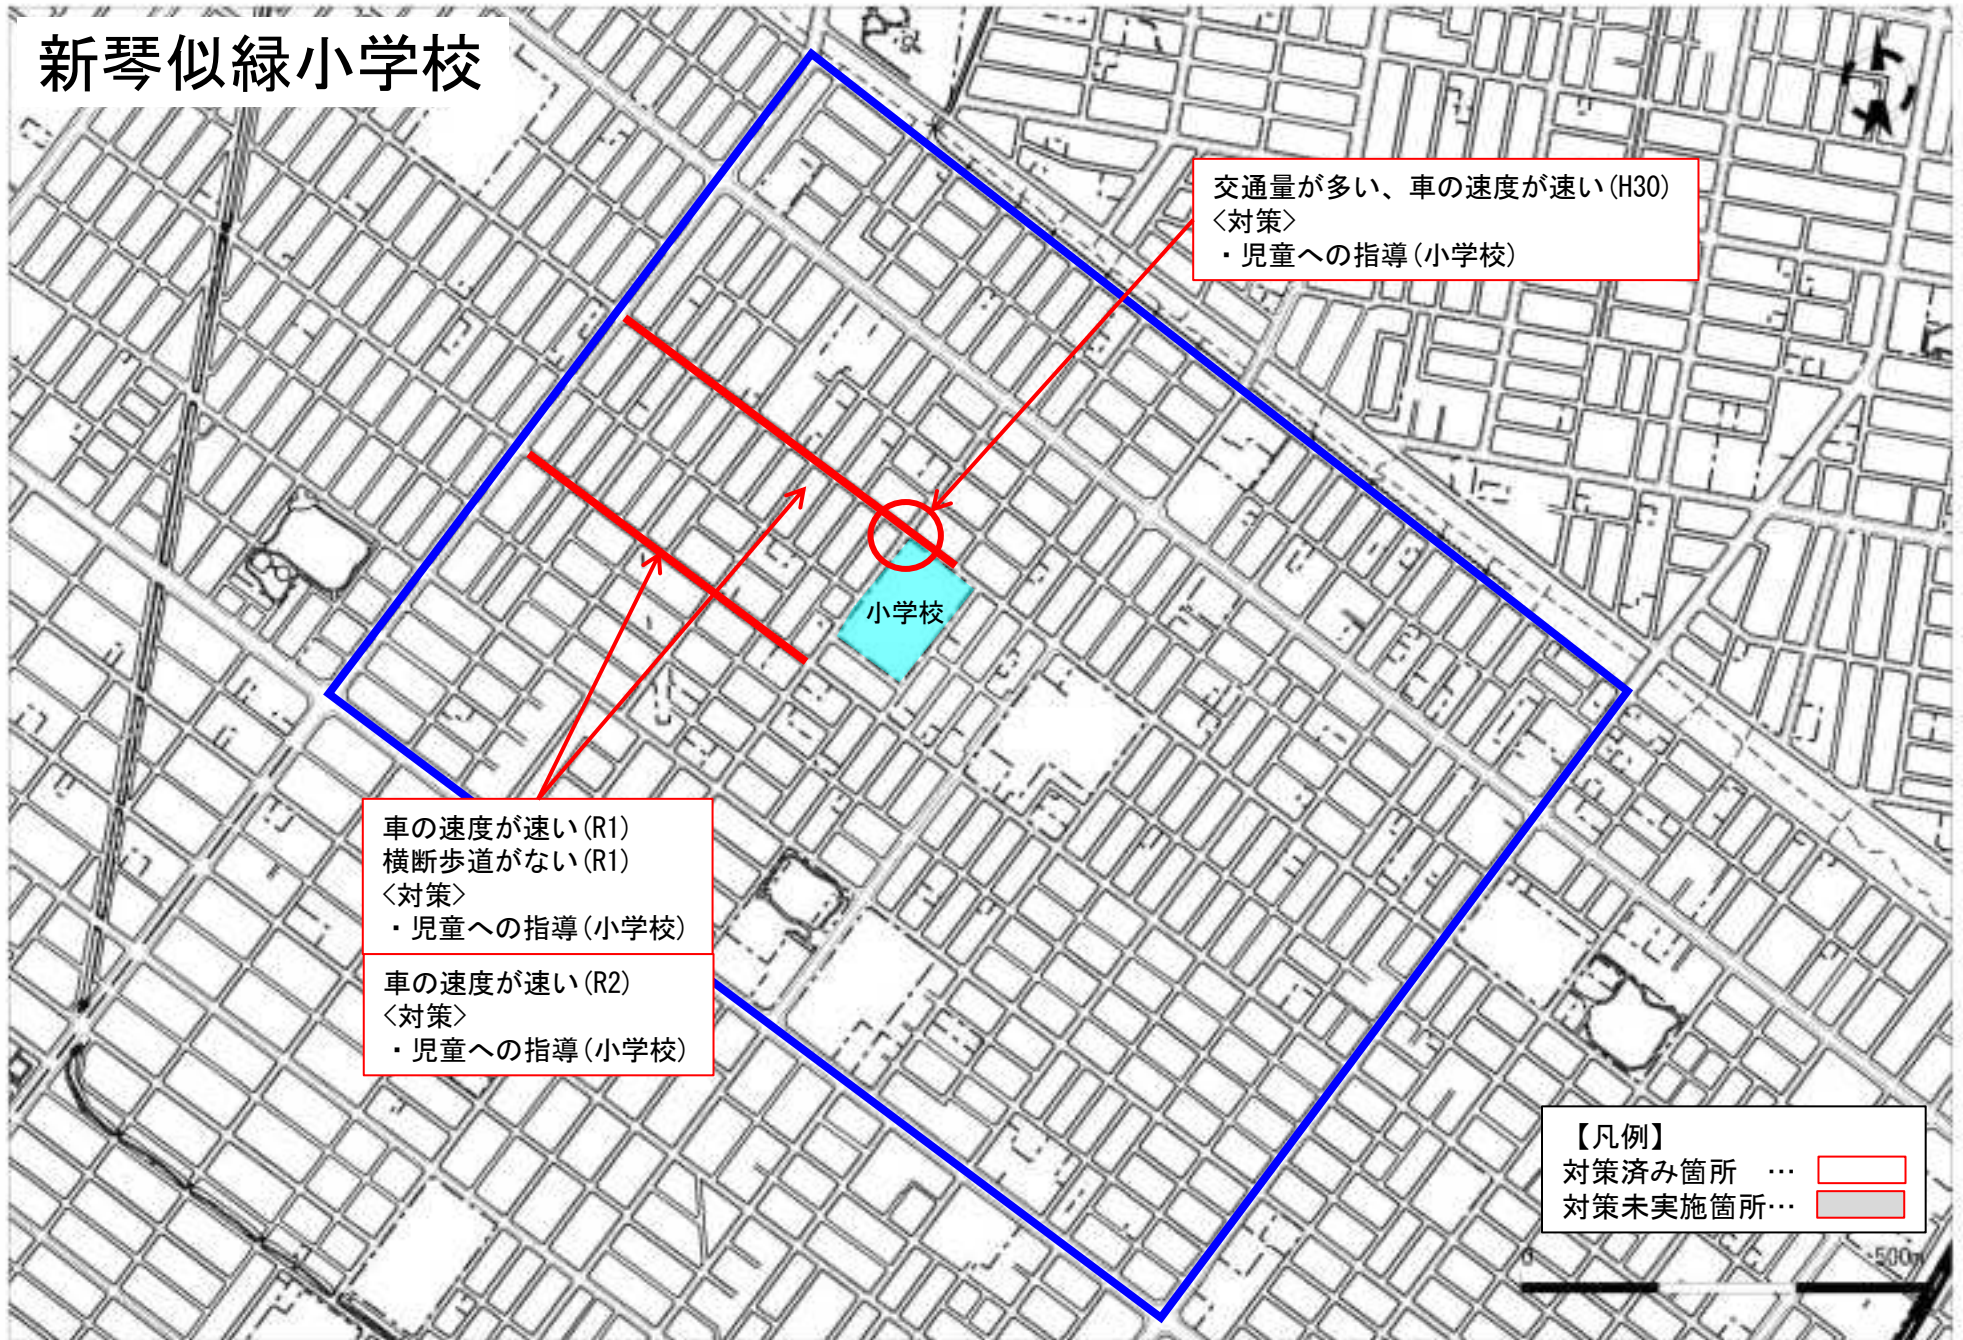 新琴似緑小学校
交通量が多い、車の速度が速い(H30)
<対策>
・児童への指導(小学校)
小学校
車の速度が速い(R1)
横断歩道がない(R1)
<対策>
・児童への指導(小学校)
車の速度が速い(R2)
<対策>
・児童への指導(小学校)
【凡例】
対策済み箇所 …
対策未実施箇所…
0 500m